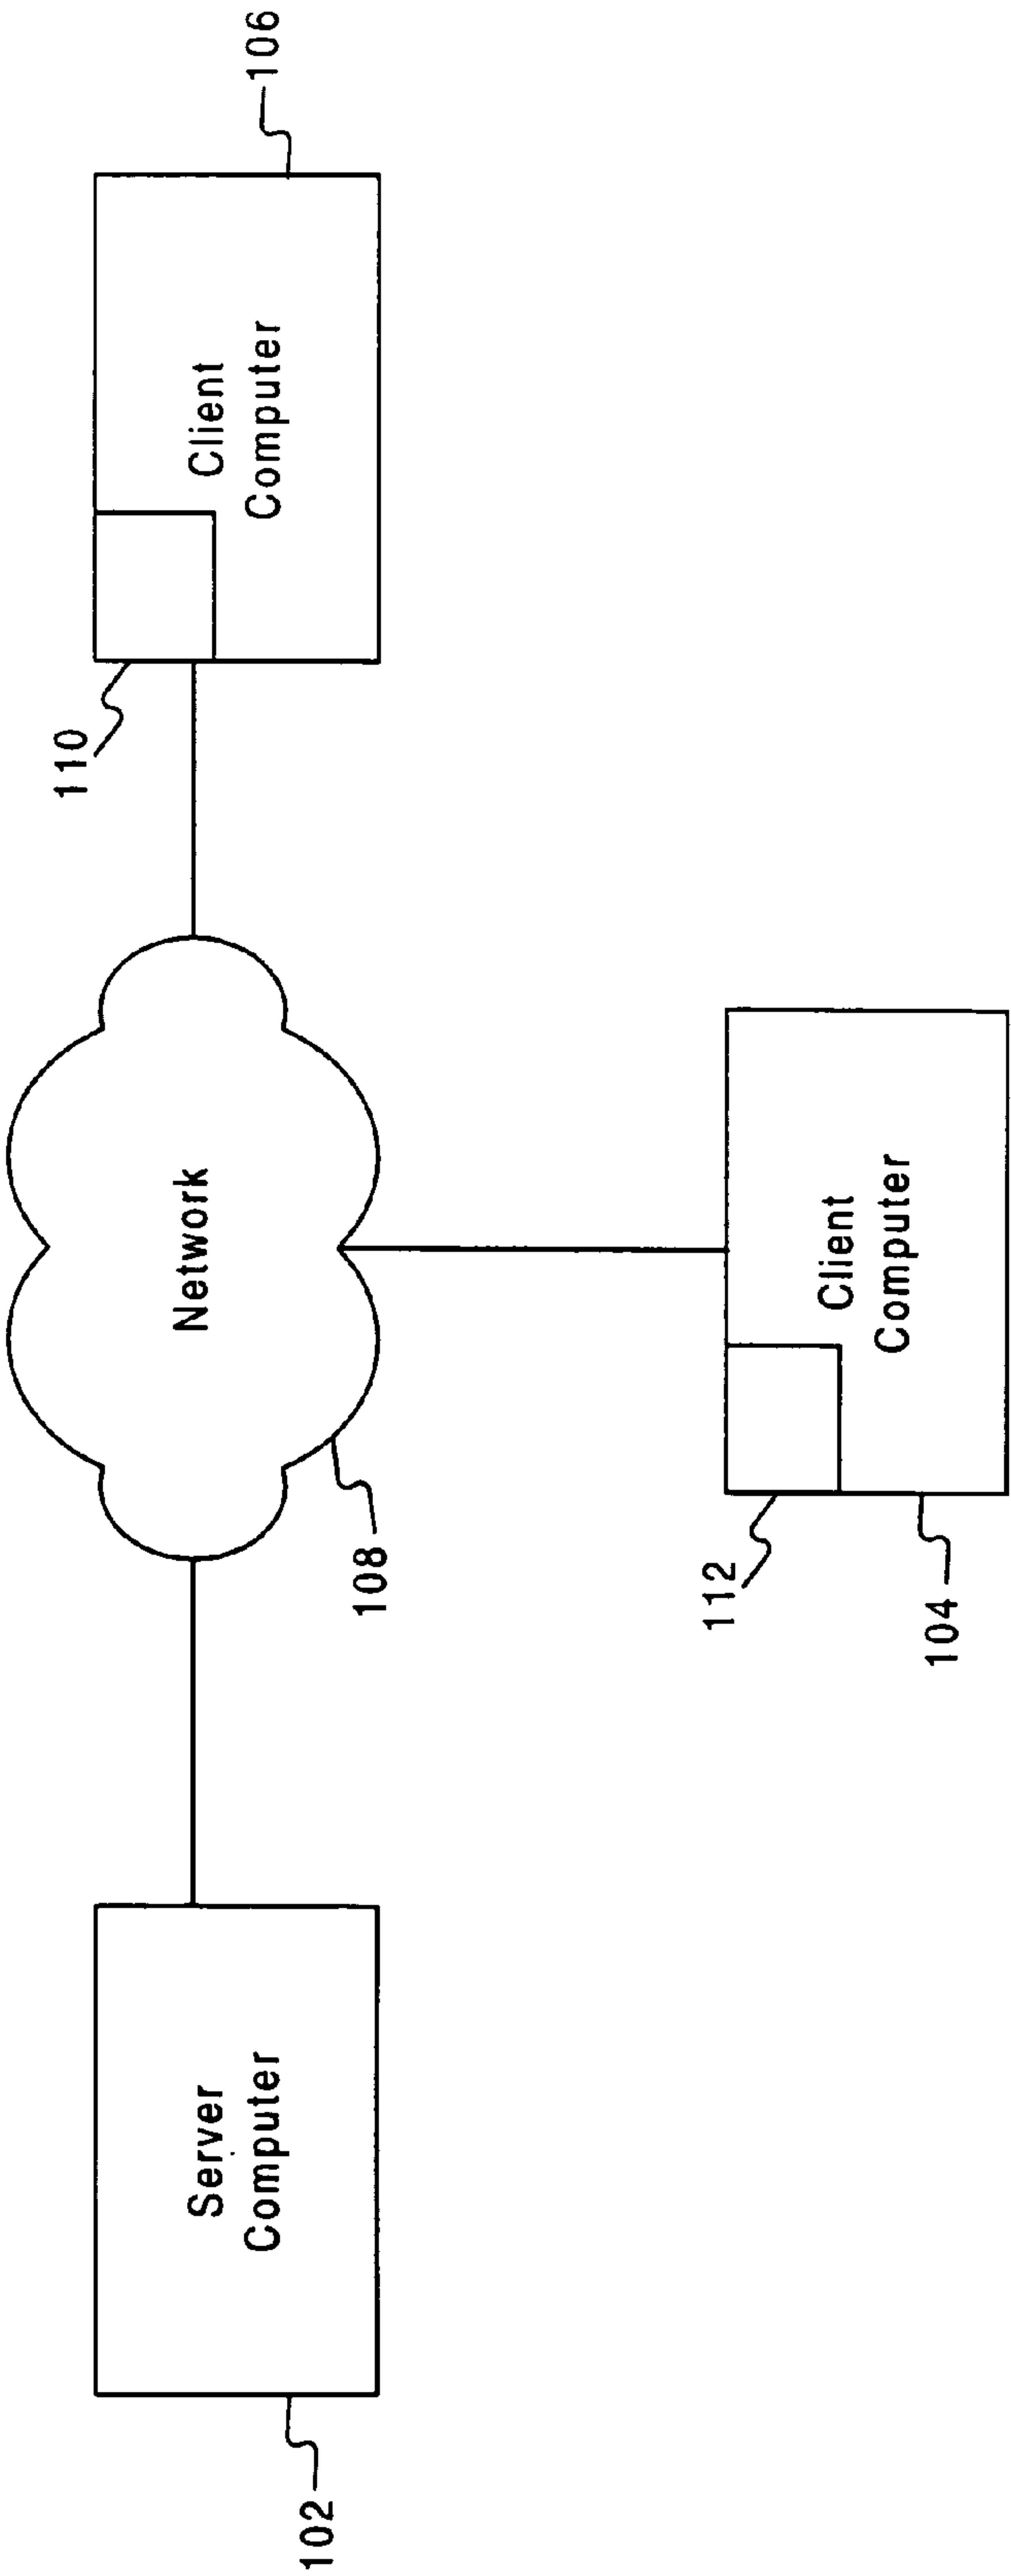 Server
Computer
102
Network
108
Client
Computer
106
110
Client
Computer
112
104